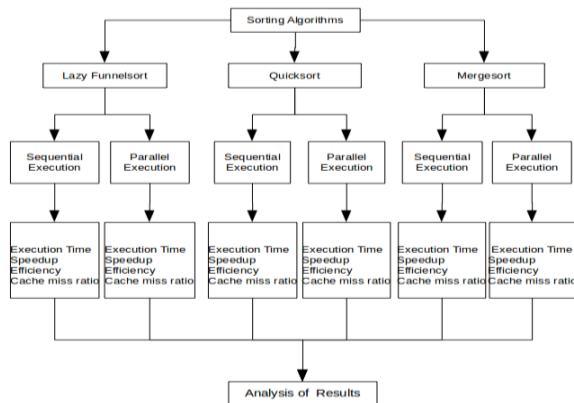 Sorting Algorithms
Lazy Funnelsort
Quicksort
Mergesort
Sequential
Execution
Parallel
Execution
Sequential
Execution
Parallel
Execution
Sequential
Execution
Parallel
Execution
Execution Time
Speedup
Efficiency
Cache miss ratio
Execution Time
Speedup
Efficiency
Cache miss ratio
Execution Time
Speedup
Efficiency
Cache miss ratio
Execution Time
Speedup
Efficiency
Cache miss ratio
Execution Time
Speedup
Efficiency
Cache miss ratio
Execution Time
Speedup
Efficiency
Cache miss ratio
Analysis of Results